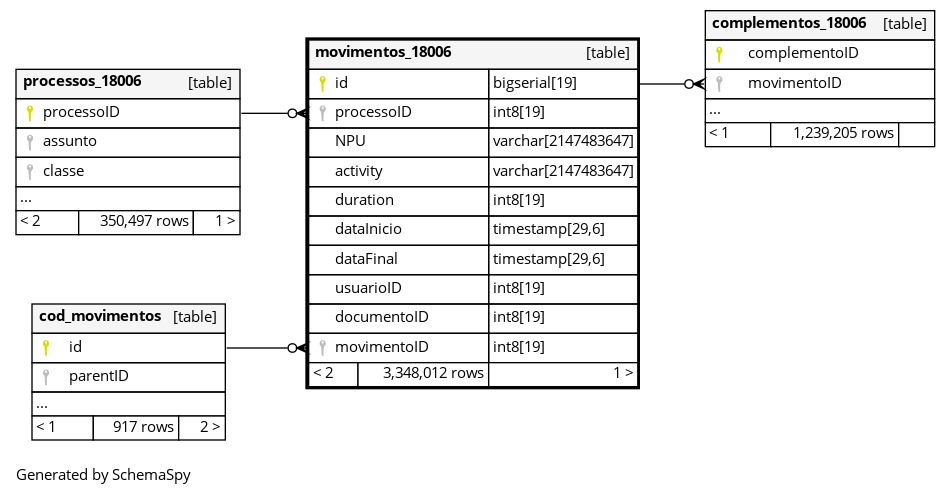 processos_18006 [table]
processoID
assunto
classe
...
< 2 350,497 rows 1 >
cod_movimentos [table]
id
parentID
...
< 1 917 rows 2 >
movimentos_18006 [table]
id bigserial[19]
processoID int8[19]
NPU varchar[2147483647]
activity varchar[2147483647]
duration int8[19]
dataInicio timestamp[29,6]
dataFinal timestamp[29,6]
usuarioID int8[19]
documentoID int8[19]
movimentoID int8[19]
< 2 3,348,012 rows 1 >
complementos_18006 [table]
complementoID
movimentoID
...
< 1 1,239,205 rows
Generated by SchemaSpy